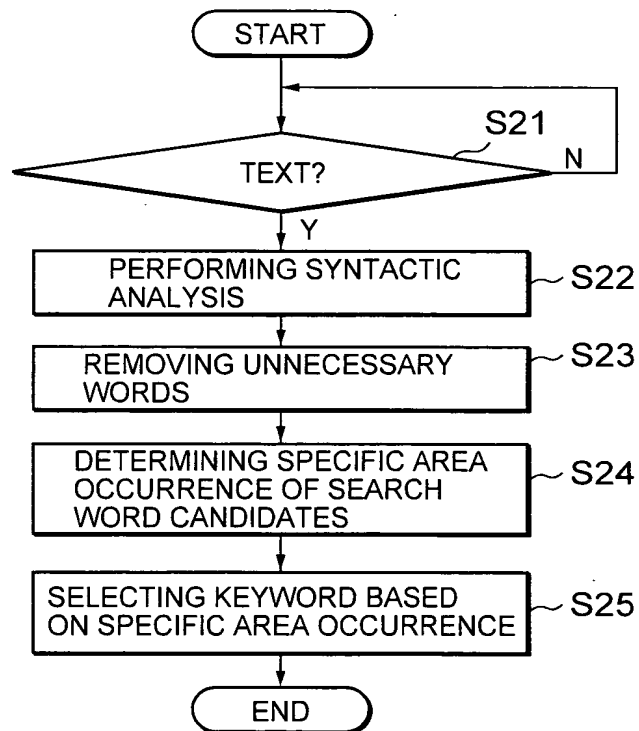 START
S21
TEXT?
N
Y
PERFORMING SYNTACTIC
ANALYSIS
S22
REMOVING UNNECESSARY
WORDS
S23
DETERMINING SPECIFIC AREA
OCCURRENCE OF SEARCH
WORD CANDIDATES
S24
SELECTING KEYWORD BASED
ON SPECIFIC AREA OCCURRENCE
S25
END